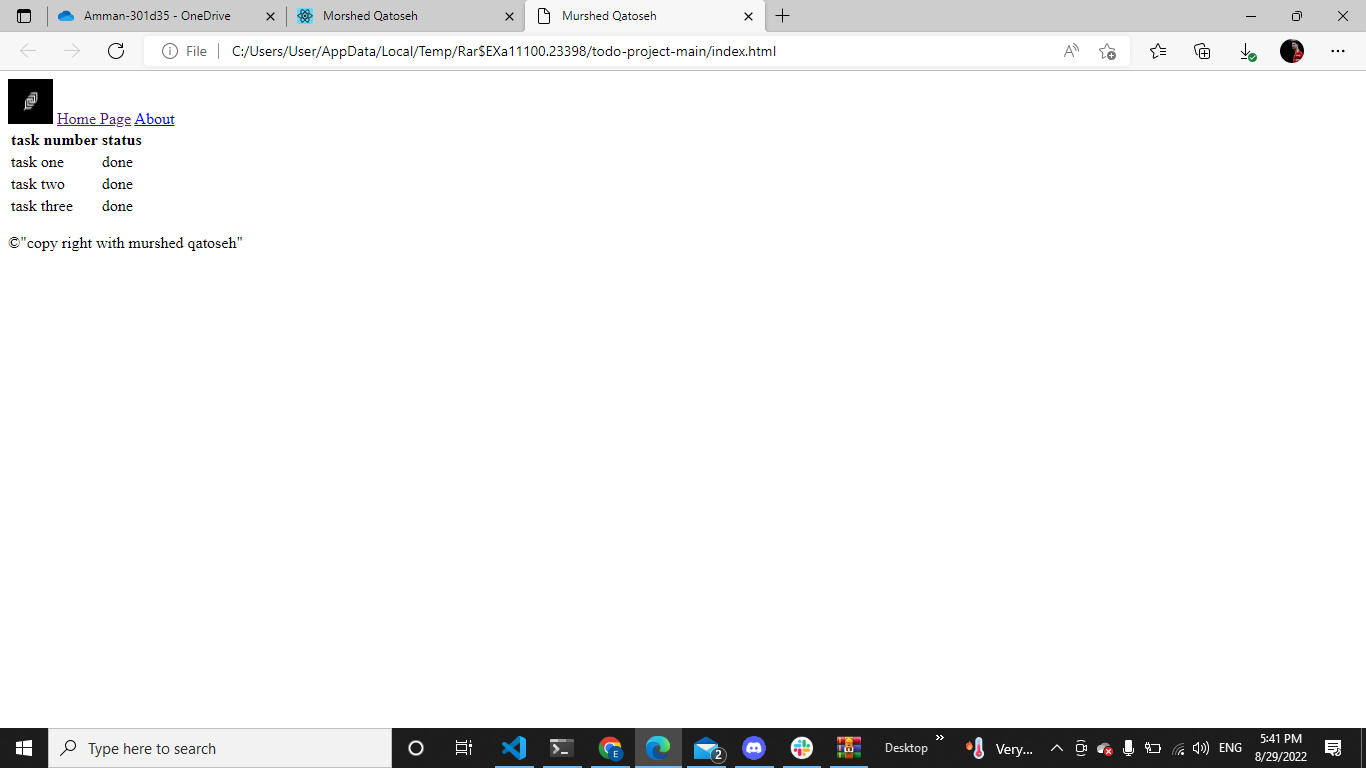 Amman-301d35 - OneDrive
Morshed Qatoseh
Murshed Qatoseh
File
C:/Users/User/AppData/Local/Temp/Rar$EXa11100.23398/todo-project-main/index.html
Home Page About
task number status
task one done
task two done
task three done
©"copy right with murshed qatoseh"
Type here to search
E
2
Desktop
Very...
ENG
5:41 PM
8/29/2022